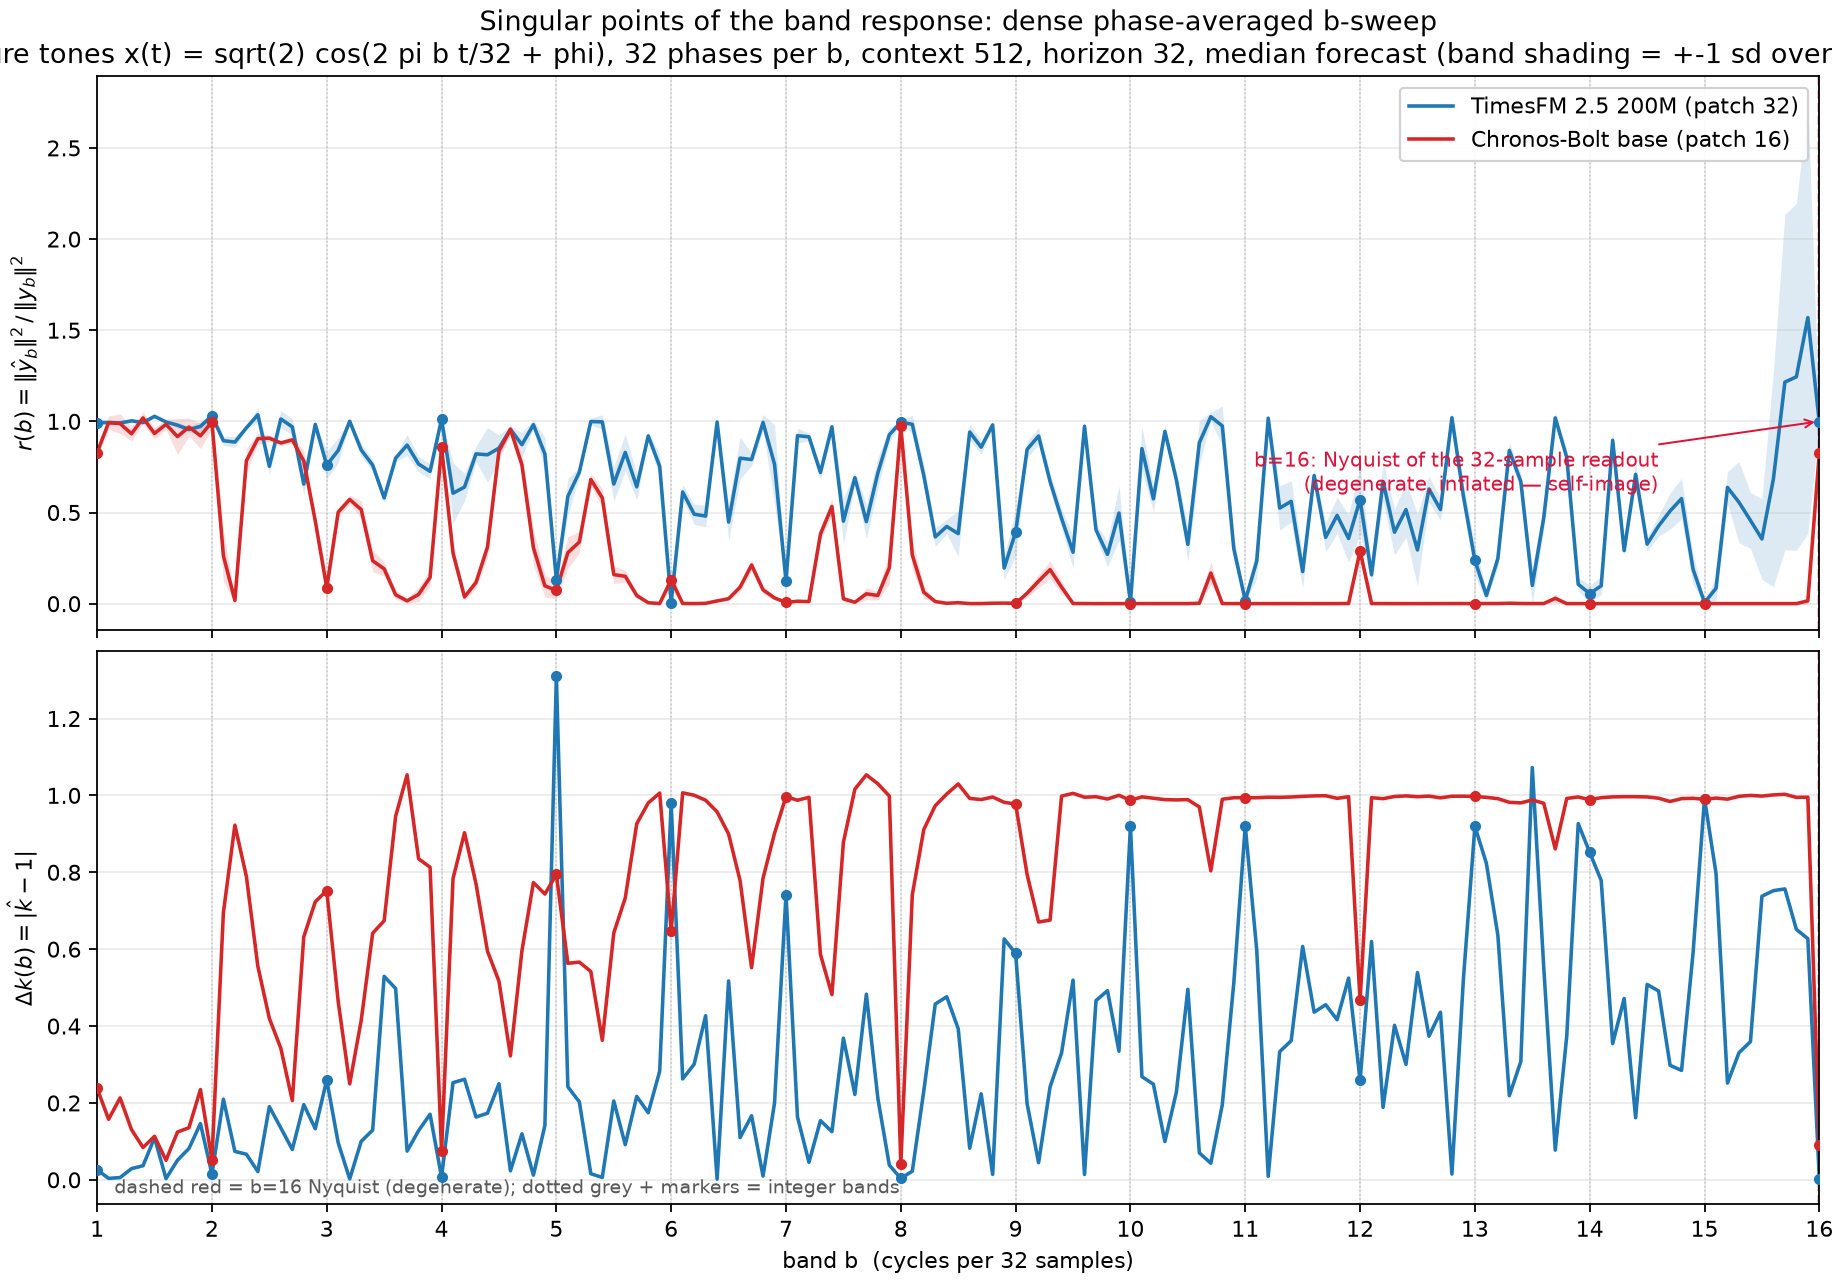 Singular points of the band response: dense phase-averaged b-sweep
re tones x(t) = sqrt(2) cos(2 pi b t/32 + phi), 32 phases per b, context 512, horizon 32, median forecast (band shading = +-1 sd over
TimesFM 2.5 200M (patch 32)
Chronos-Bolt base (patch 16)
r(b) = ‖ŷ_b‖² / ‖y_b‖²
2.5
2.0
1.5
1.0
0.5
0.0
b=16: Nyquist of the 32-sample readout
(degenerate, inflated — self-image)
Δk(b) = |k̂ − 1|
1.2
1.0
0.8
0.6
0.4
0.2
0.0
dashed red = b=16 Nyquist (degenerate); dotted grey + markers = integer bands
1 2 3 4 5 6 7 8 9 10 11 12 13 14 15 16
band b (cycles per 32 samples)